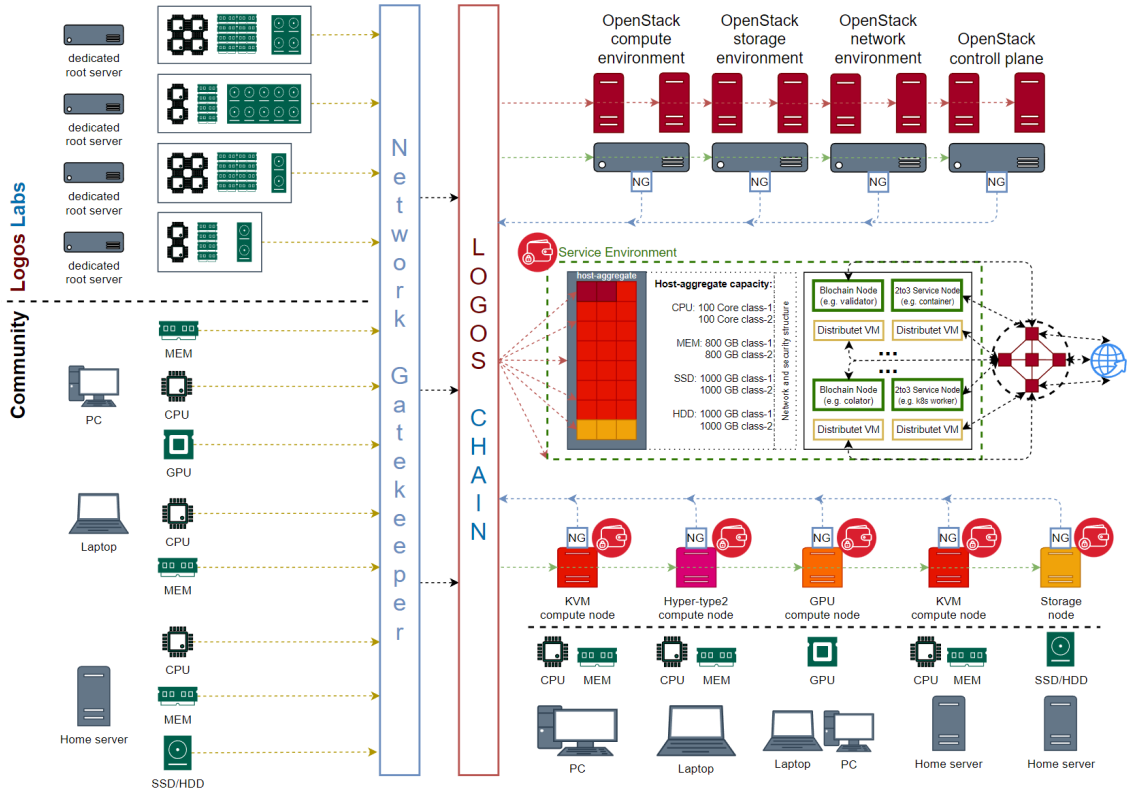 dedicated
root server
dedicated
root server
dedicated
root server
dedicated
root server
Logos Labs
Community
MEM
PC
CPU
GPU
Laptop
CPU
MEM
CPU
MEM
Home server
SSD/HDD
Network Gatekeeper
LOGOS CHAIN
OpenStack
compute
environment
OpenStack
storage
environment
OpenStack
network
environment
OpenStack
controll plane
NG
NG
NG
NG
Service Environment
host-aggregate
Host-aggregate capacity:
CPU: 100 Core class-1
100 Core class-2
MEM: 800 GB class-1
800 GB class-2
SSD: 1000 GB class-1
1000 GB class-2
HDD: 1000 GB class-1
1000 GB class-2
Network and security structure
Blochain Node
(e.g. validator)
2to3 Service Node
(e.g. container)
Distributet VM
Distributet VM
...
...
Blochain Node
(e.g. colator)
2to3 Service Node
(e.g. k8s worker)
Distributet VM
Distributet VM
NG
NG
NG
NG
NG
KVM
compute node
Hyper-type2
compute node
GPU
compute node
KVM
compute node
Storage
node
CPU
MEM
CPU
MEM
GPU
CPU
MEM
SSD/HDD
PC
Laptop
Laptop
PC
Home server
Home server